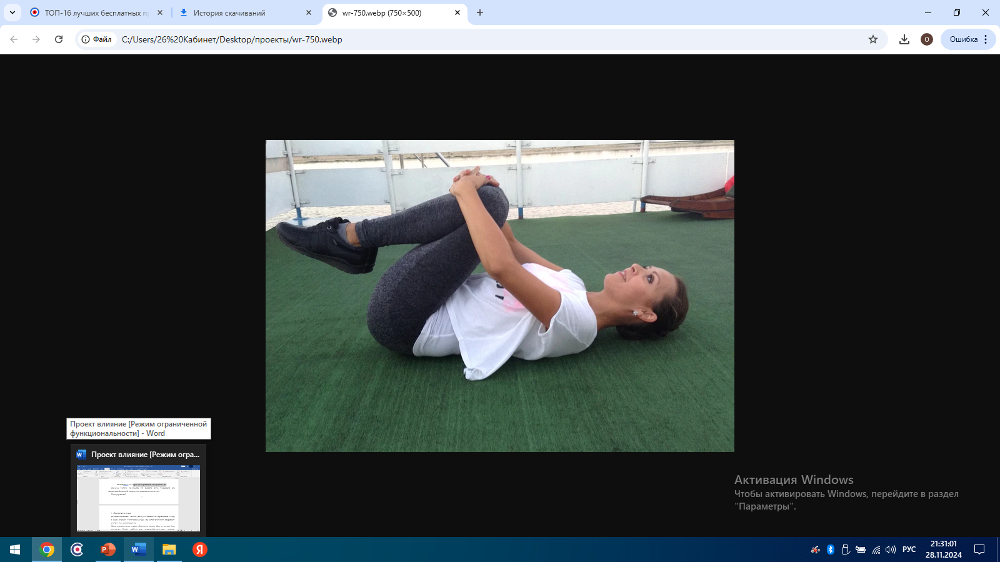 ТОП-16 лучших бесплатных п
История скачиваний
wr-750.webp (750×500)
Файл
C:/Users/26%20Кабинет/Desktop/проекты/wr-750.webp
О
Ошибка
Проект влияние [Режим ограниченной
функциональности] - Word
Проект влияние [Режим огра...
Активация Windows
Чтобы активировать Windows, перейдите в раздел
"Параметры".
РУС
21:31:01
28.11.2024